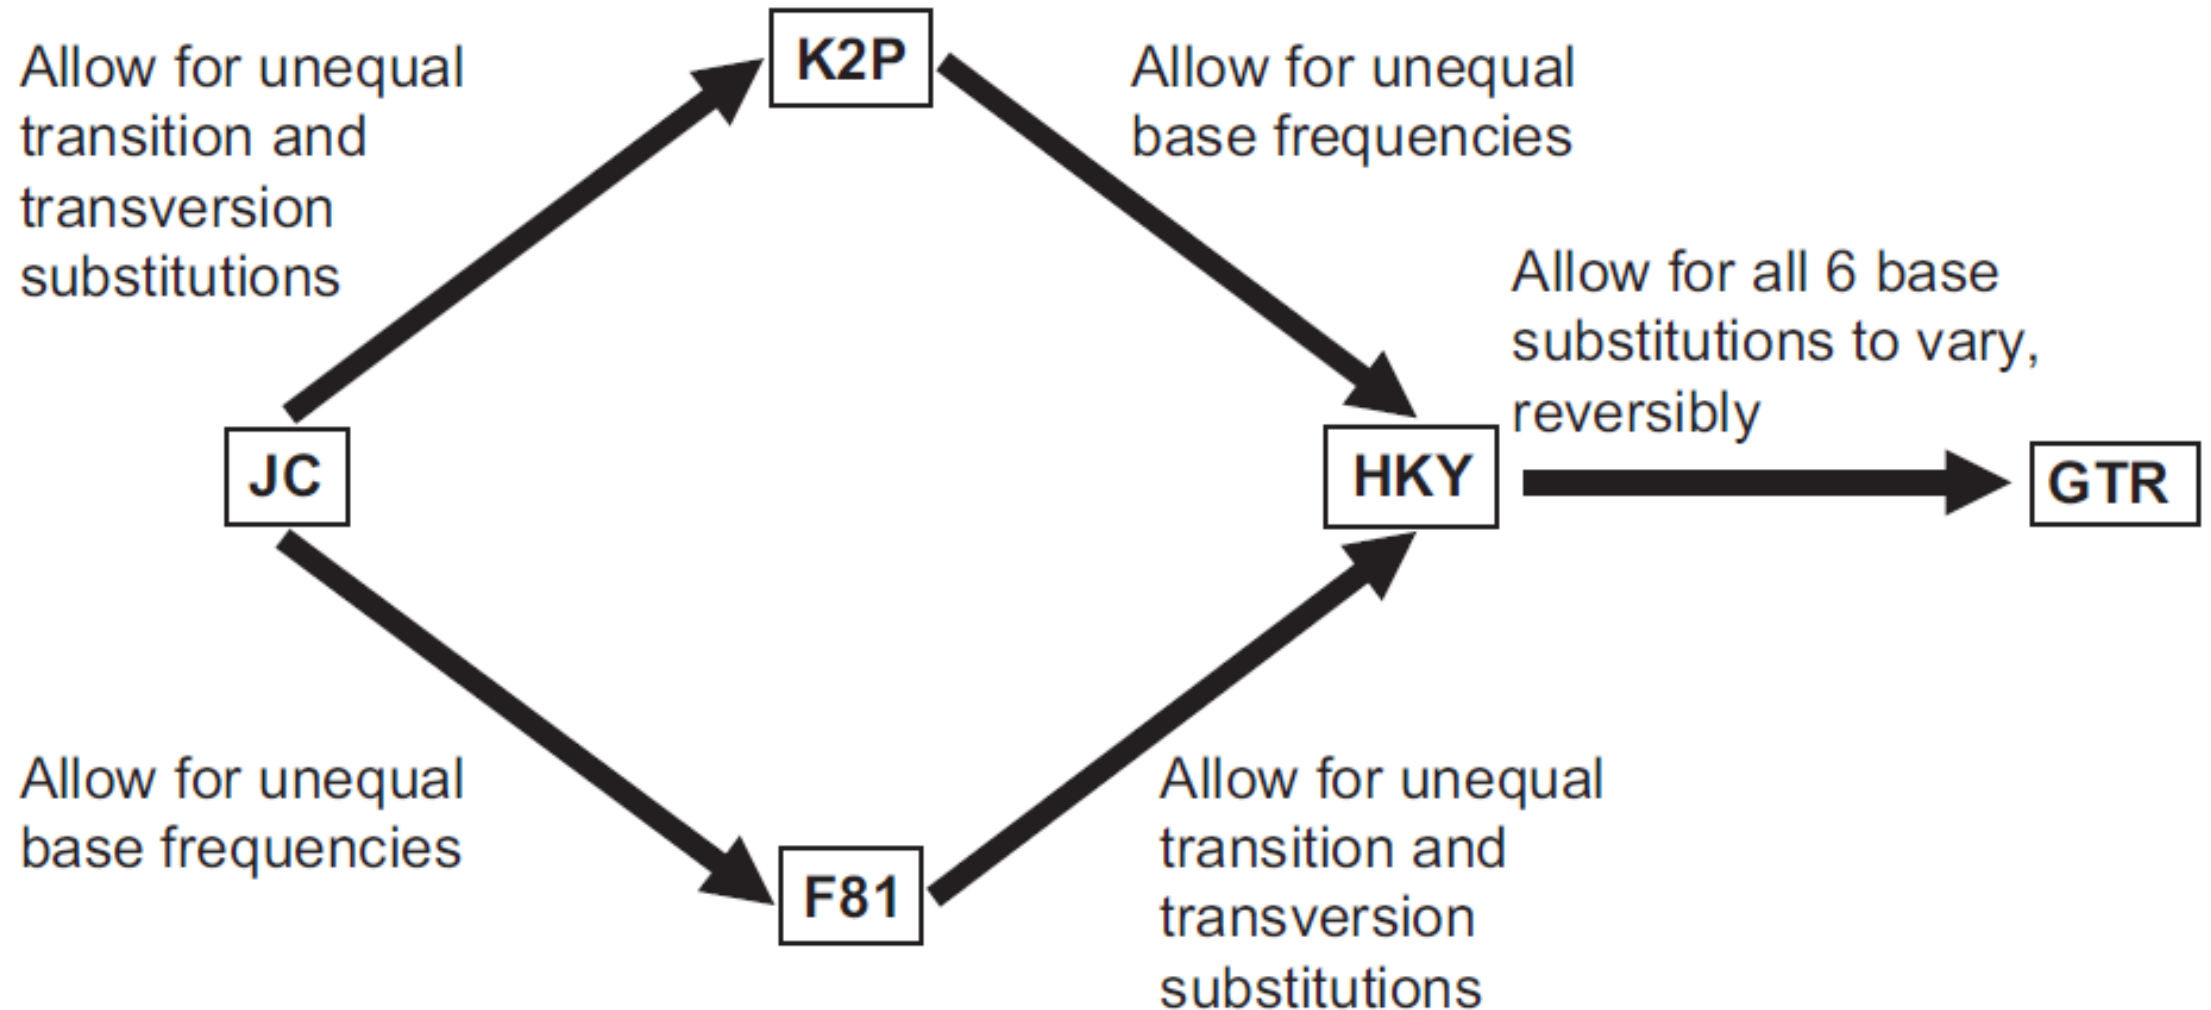 Allow for unequal
transition and
transversion
substitutions
K2P
Allow for unequal
base frequencies
Allow for all 6 base
substitutions to vary,
reversibly
JC
HKY
GTR
Allow for unequal
base frequencies
F81
Allow for unequal
transition and
transversion
substitutions